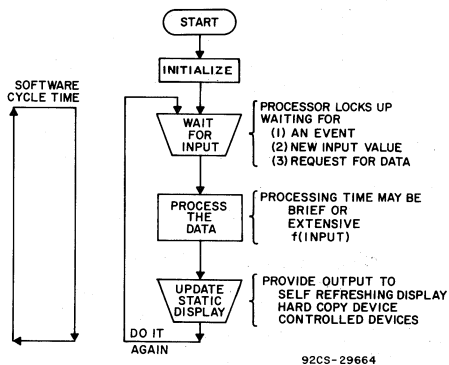 START
INITIALIZE
SOFTWARE
CYCLE TIME
WAIT
FOR
INPUT
PROCESSOR LOCKS UP
WAITING FOR
(1) AN EVENT
(2) NEW INPUT VALUE
(3) REQUEST FOR DATA
PROCESS
THE
DATA
PROCESSING TIME MAY BE
BRIEF OR
EXTENSIVE
f(INPUT)
UPDATE
STATIC
DISPLAY
PROVIDE OUTPUT TO
SELF REFRESHING DISPLAY
HARD COPY DEVICE
CONTROLLED DEVICES
DO IT
AGAIN
92CS-29664